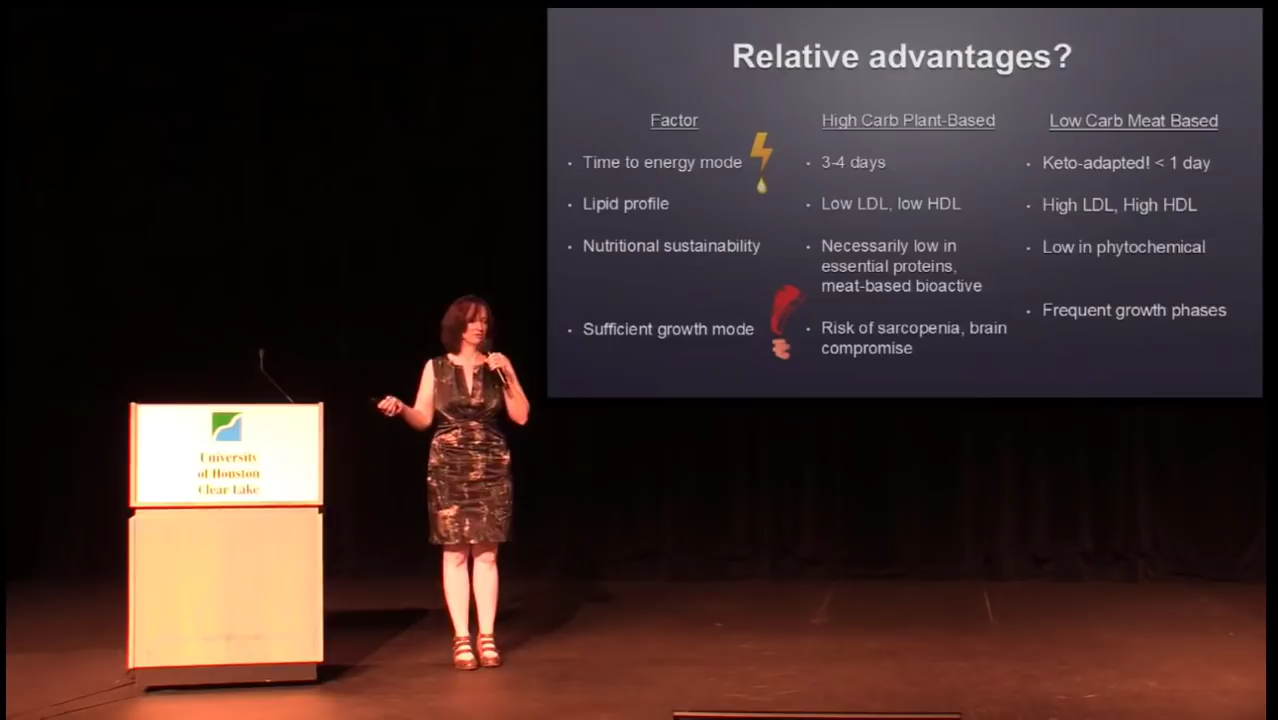 Relative advantages?
Factor
High Carb Plant-Based
Low Carb Meat Based
· Time to energy mode
· 3-4 days
· Keto-adapted! < 1 day
· Lipid profile
· Low LDL, low HDL
· High LDL, High HDL
· Nutritional sustainability
· Necessarily low in
essential proteins,
meat-based bioactive
· Low in phytochemical
· Sufficient growth mode
· Risk of sarcopenia, brain
compromise
· Frequent growth phases
University
of Houston
Clear Lake